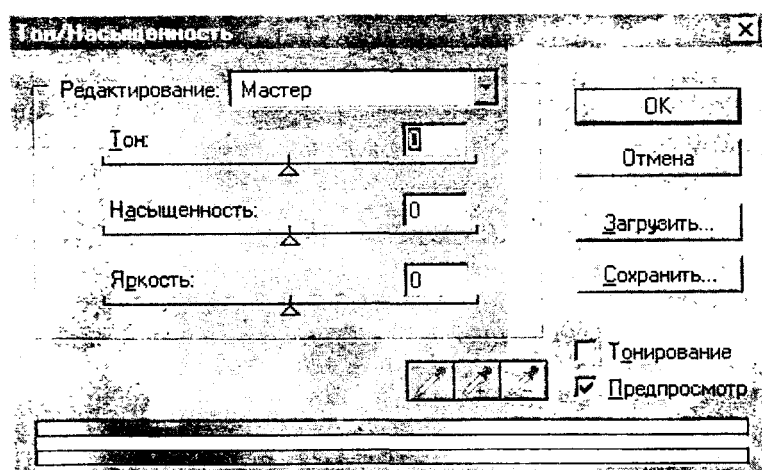 Тон/Насыщенность
Редактирование: Мастер
Тон: 0
Насыщенность: 0
Яркость: 0
OK
Отмена
Загрузить...
Сохранить...
Тонирование
Предпросмотр